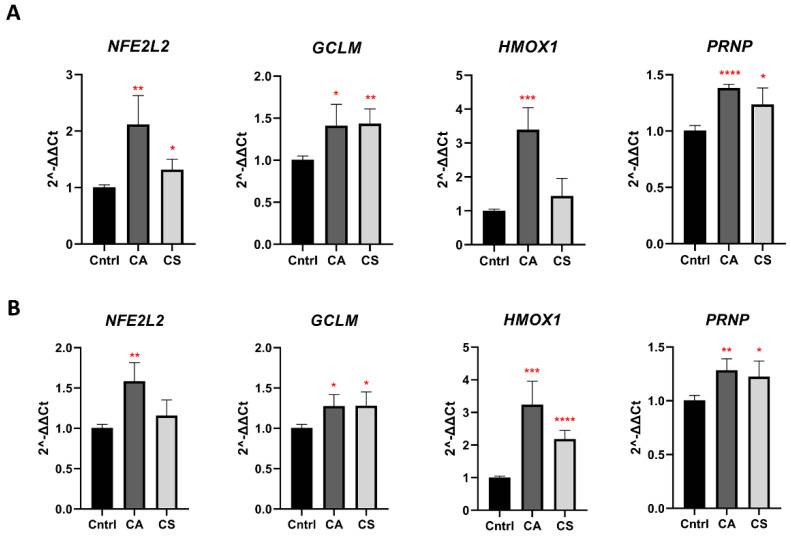 A
NFE2L2
GCLM
HMOX1
PRNP
2^-ΔΔCt
3
2
1
0
**
*
Cntrl CA CS
2^-ΔΔCt
2.0
1.5
1.0
0.5
0.0
*
**
Cntrl CA CS
2^-ΔΔCt
5
4
3
2
1
0
***
Cntrl CA CS
2^-ΔΔCt
1.5
1.0
0.5
0.0
****
*
Cntrl CA CS
B
NFE2L2
GCLM
HMOX1
PRNP
2^-ΔΔCt
2.0
1.5
1.0
0.5
0.0
**
Cntrl CA CS
2^-ΔΔCt
2.0
1.5
1.0
0.5
0.0
*
*
Cntrl CA CS
2^-ΔΔCt
5
4
3
2
1
0
***
****
Cntrl CA CS
2^-ΔΔCt
1.5
1.0
0.5
0.0
**
*
Cntrl CA CS